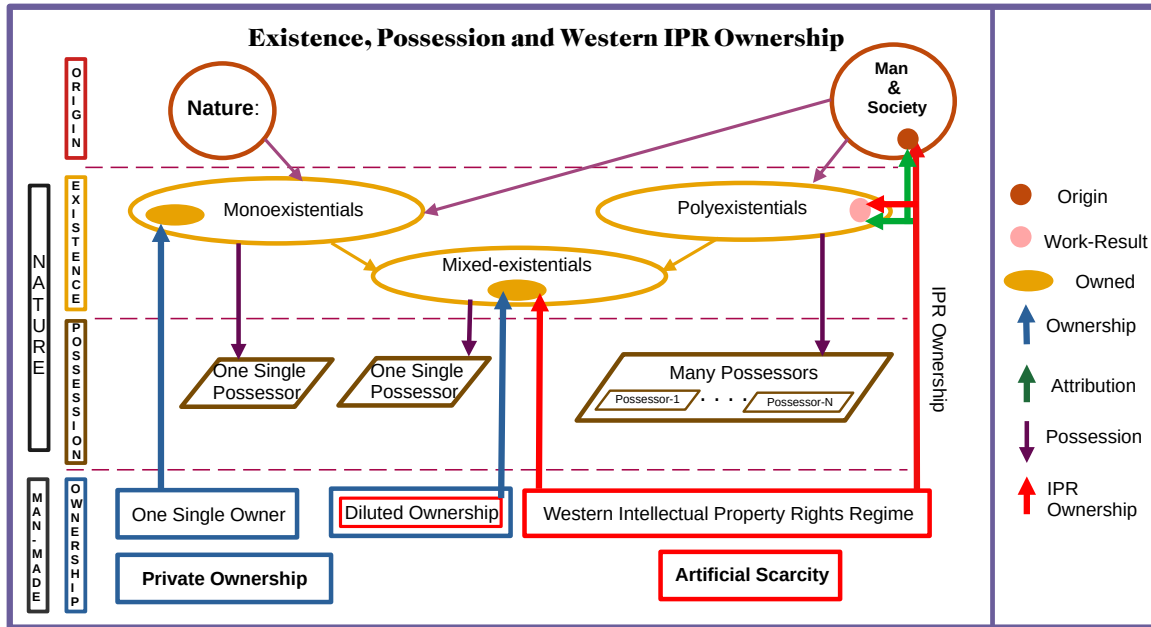 Existence, Possession and Western IPR Ownership
ORIGIN
Nature:
Man
&
Society
NATURE
EXISTENCE
Monoexistentials
Polyexistentials
Mixed-existentials
IPR Ownership
POSSESSION
One Single
Possessor
One Single
Possessor
Many Possessors
Possessor-1
. . . .
Possessor-N
MAN-MADE
OWNERSHIP
One Single Owner
Diluted Ownership
Western Intellectual Property Rights Regime
Private Ownership
Artificial Scarcity
Origin
Work-Result
Owned
Ownership
Attribution
Possession
IPR
Ownership